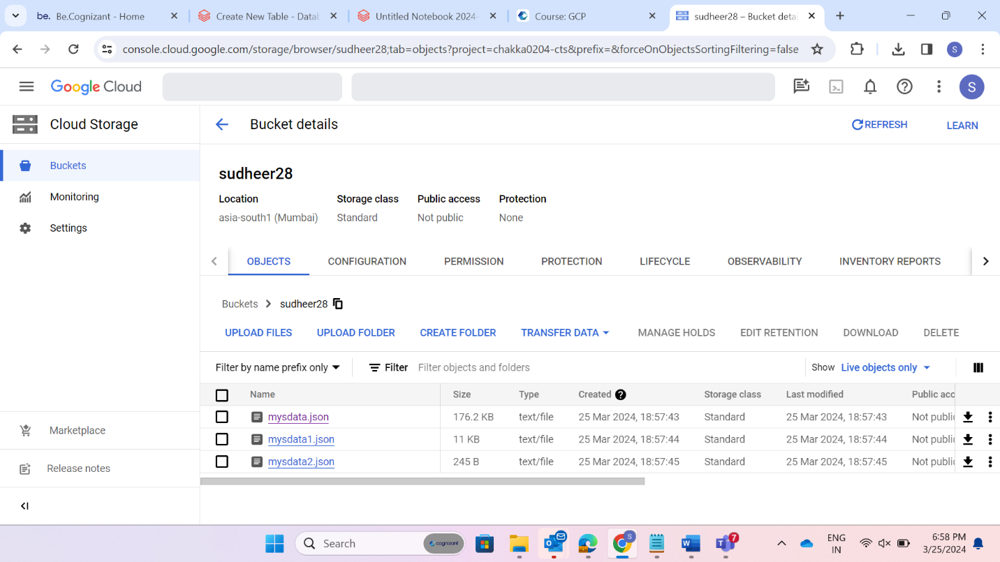 be. Be.Cognizant - Home
Create New Table - Datab
Untitled Notebook 2024-
Course: GCP
sudheer28 – Bucket detai
console.cloud.google.com/storage/browser/sudheer28;tab=objects?project=chakka0204-cts&prefix=&forceOnObjectsSortingFiltering=false
S
Google Cloud
S
Cloud Storage
Bucket details
REFRESH
LEARN
Buckets
Monitoring
Settings
sudheer28
Location Storage class Public access Protection
asia-south1 (Mumbai) Standard Not public None
OBJECTS CONFIGURATION PERMISSION PROTECTION LIFECYCLE OBSERVABILITY INVENTORY REPORTS
Buckets > sudheer28
UPLOAD FILES UPLOAD FOLDER CREATE FOLDER TRANSFER DATA MANAGE HOLDS EDIT RETENTION DOWNLOAD DELETE
Filter by name prefix only Filter Filter objects and folders Show Live objects only
Name Size Type Created Storage class Last modified Public acc
mysdata.json 176.2 KB text/file 25 Mar 2024, 18:57:43 Standard 25 Mar 2024, 18:57:43 Not public
mysdata1.json 11 KB text/file 25 Mar 2024, 18:57:44 Standard 25 Mar 2024, 18:57:44 Not public
mysdata2.json 245 B text/file 25 Mar 2024, 18:57:45 Standard 25 Mar 2024, 18:57:45 Not public
Marketplace
Release notes
Search
cognizant
S
7
ENG
IN
6:58 PM
3/25/2024